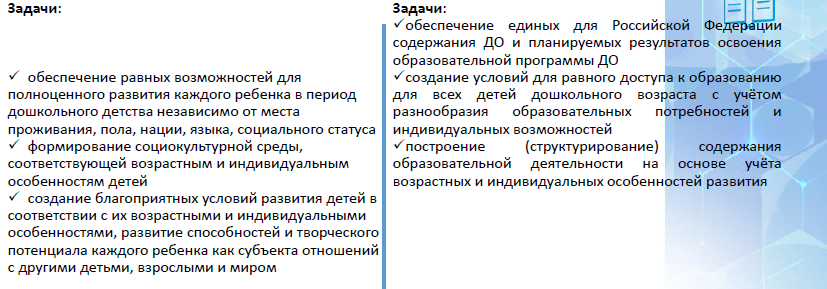 Задачи:
✓ обеспечение равных возможностей для
полноценного развития каждого ребенка в период
дошкольного детства независимо от места
проживания, пола, нации, языка, социального статуса
✓ формирование социокультурной среды,
соответствующей возрастным и индивидуальным
особенностям детей
✓ создание благоприятных условий развития детей в
соответствии с их возрастными и индивидуальными
особенностями, развитие способностей и творческого
потенциала каждого ребенка как субъекта отношений
с другими детьми, взрослыми и миром
Задачи:
✓обеспечение единых для Российской Федерации
содержания ДО и планируемых результатов освоения
образовательной программы ДО
✓создание условий для равного доступа к образованию
для всех детей дошкольного возраста с учётом
разнообразия образовательных потребностей и
индивидуальных возможностей
✓построение (структурирование) содержания
образовательной деятельности на основе учёта
возрастных и индивидуальных особенностей развития